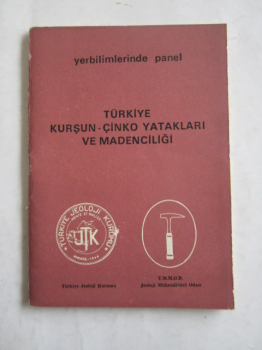 yerbilimlerinde panel
TÜRKİYE
KURŞUN - ÇİNKO YATAKLARI
VE MADENCİLİĞİ
TÜRKİYE JEOLOJİ KURUMU
TJK
Türkiye Jeoloji Kurumu
T.M.M.O.B.
Jeoloji Mühendisleri Odası